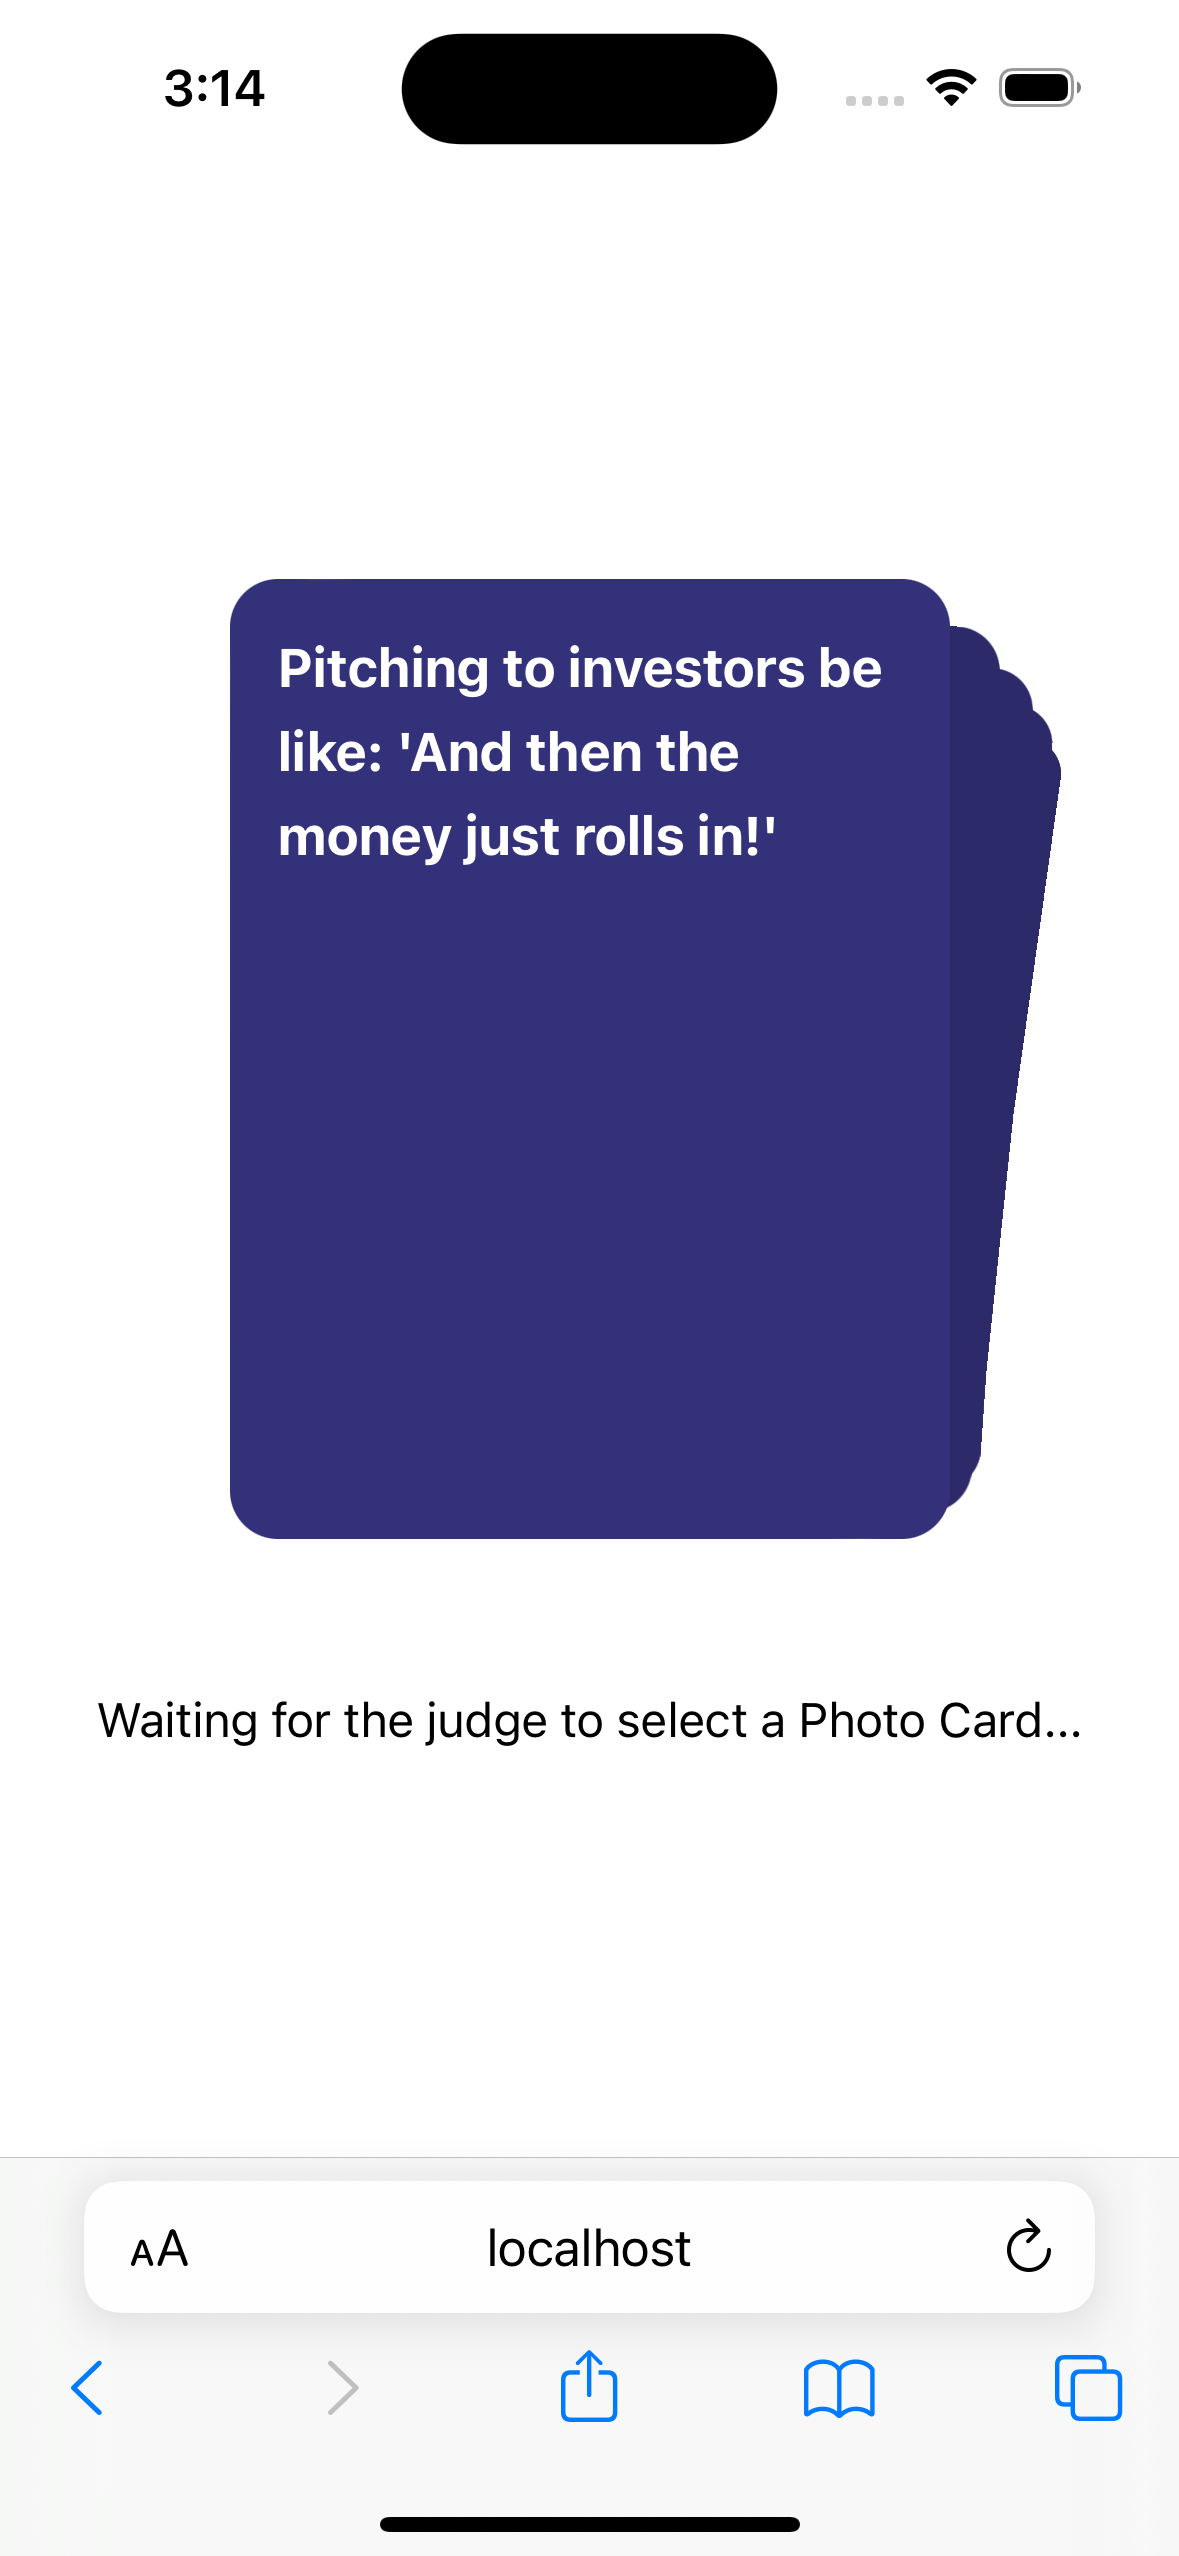 3:14
Pitching to investors be
like: 'And then the
money just rolls in!'
Waiting for the judge to select a Photo Card...
AA localhost